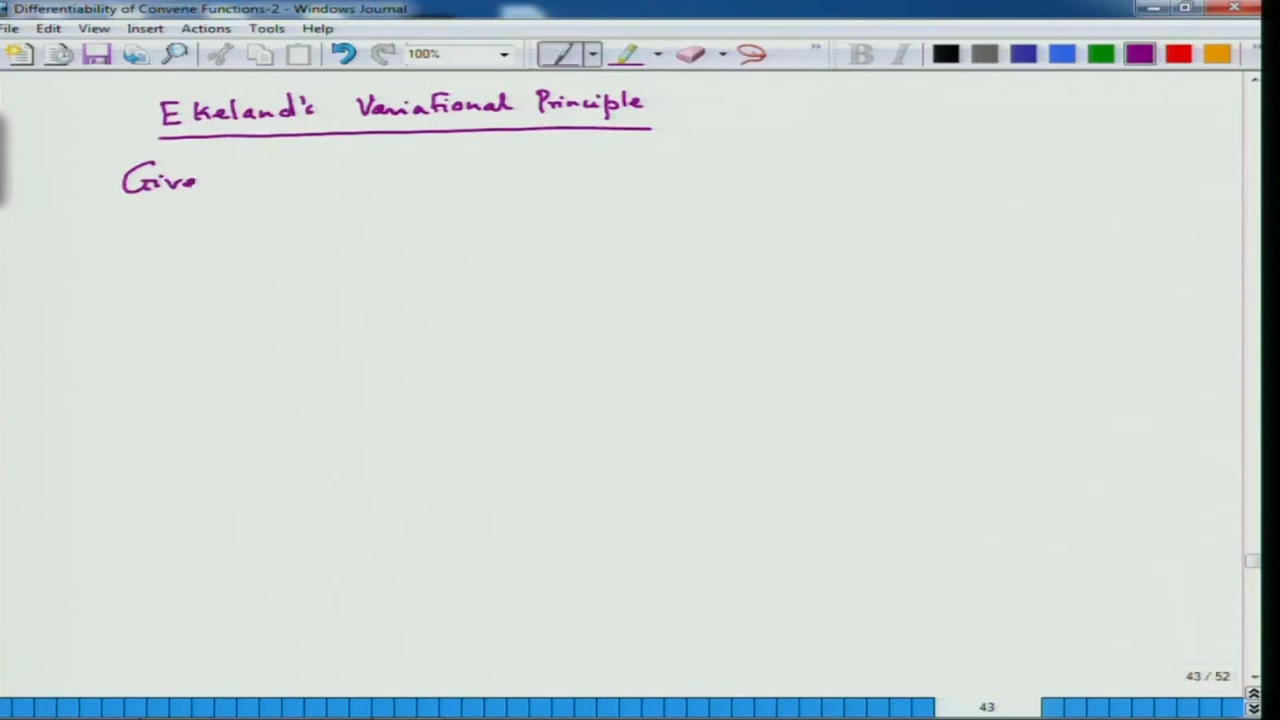 Differentiability of Convene Functions-2 - Windows Journal
File Edit View Insert Actions Tools Help
100%
B I
Ekeland's Variational Principle
Give
43 / 52
43